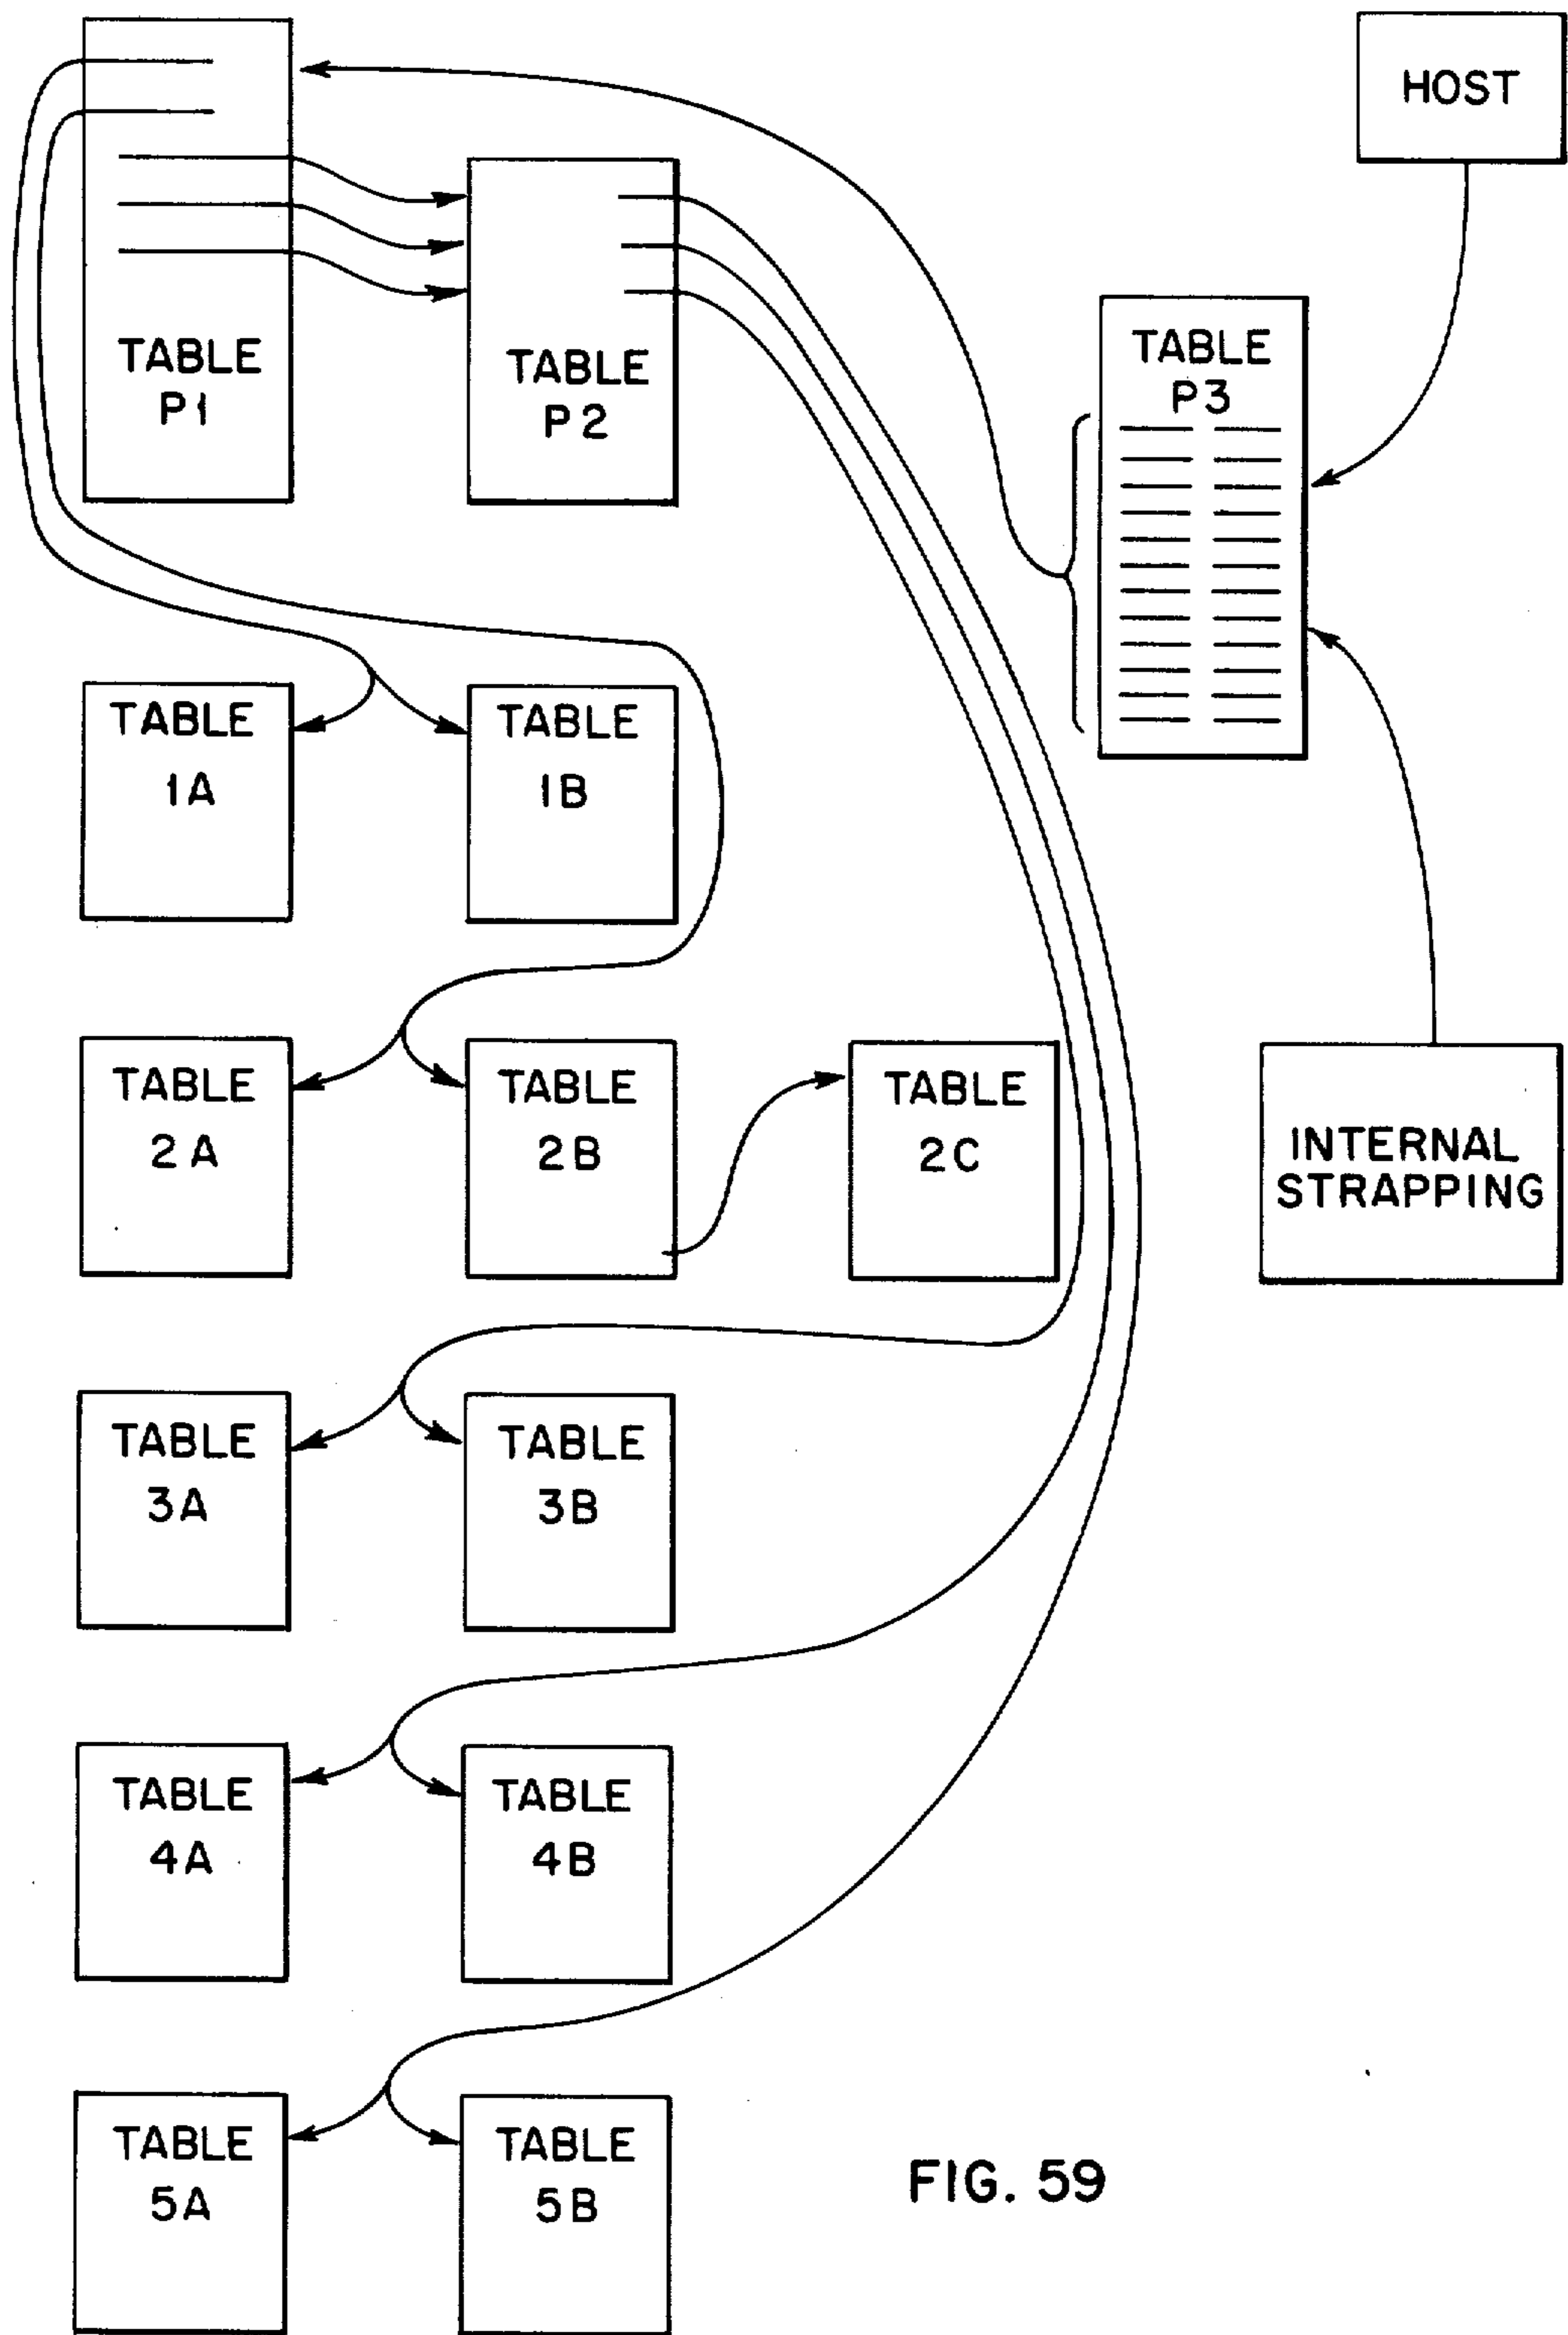 HOST
TABLE
P1
TABLE
P2
TABLE
P3
TABLE
1A
TABLE
1B
TABLE
2A
TABLE
2B
TABLE
2C
INTERNAL
STRAPPING
TABLE
3A
TABLE
3B
TABLE
4A
TABLE
4B
TABLE
5A
TABLE
5B
FIG. 59